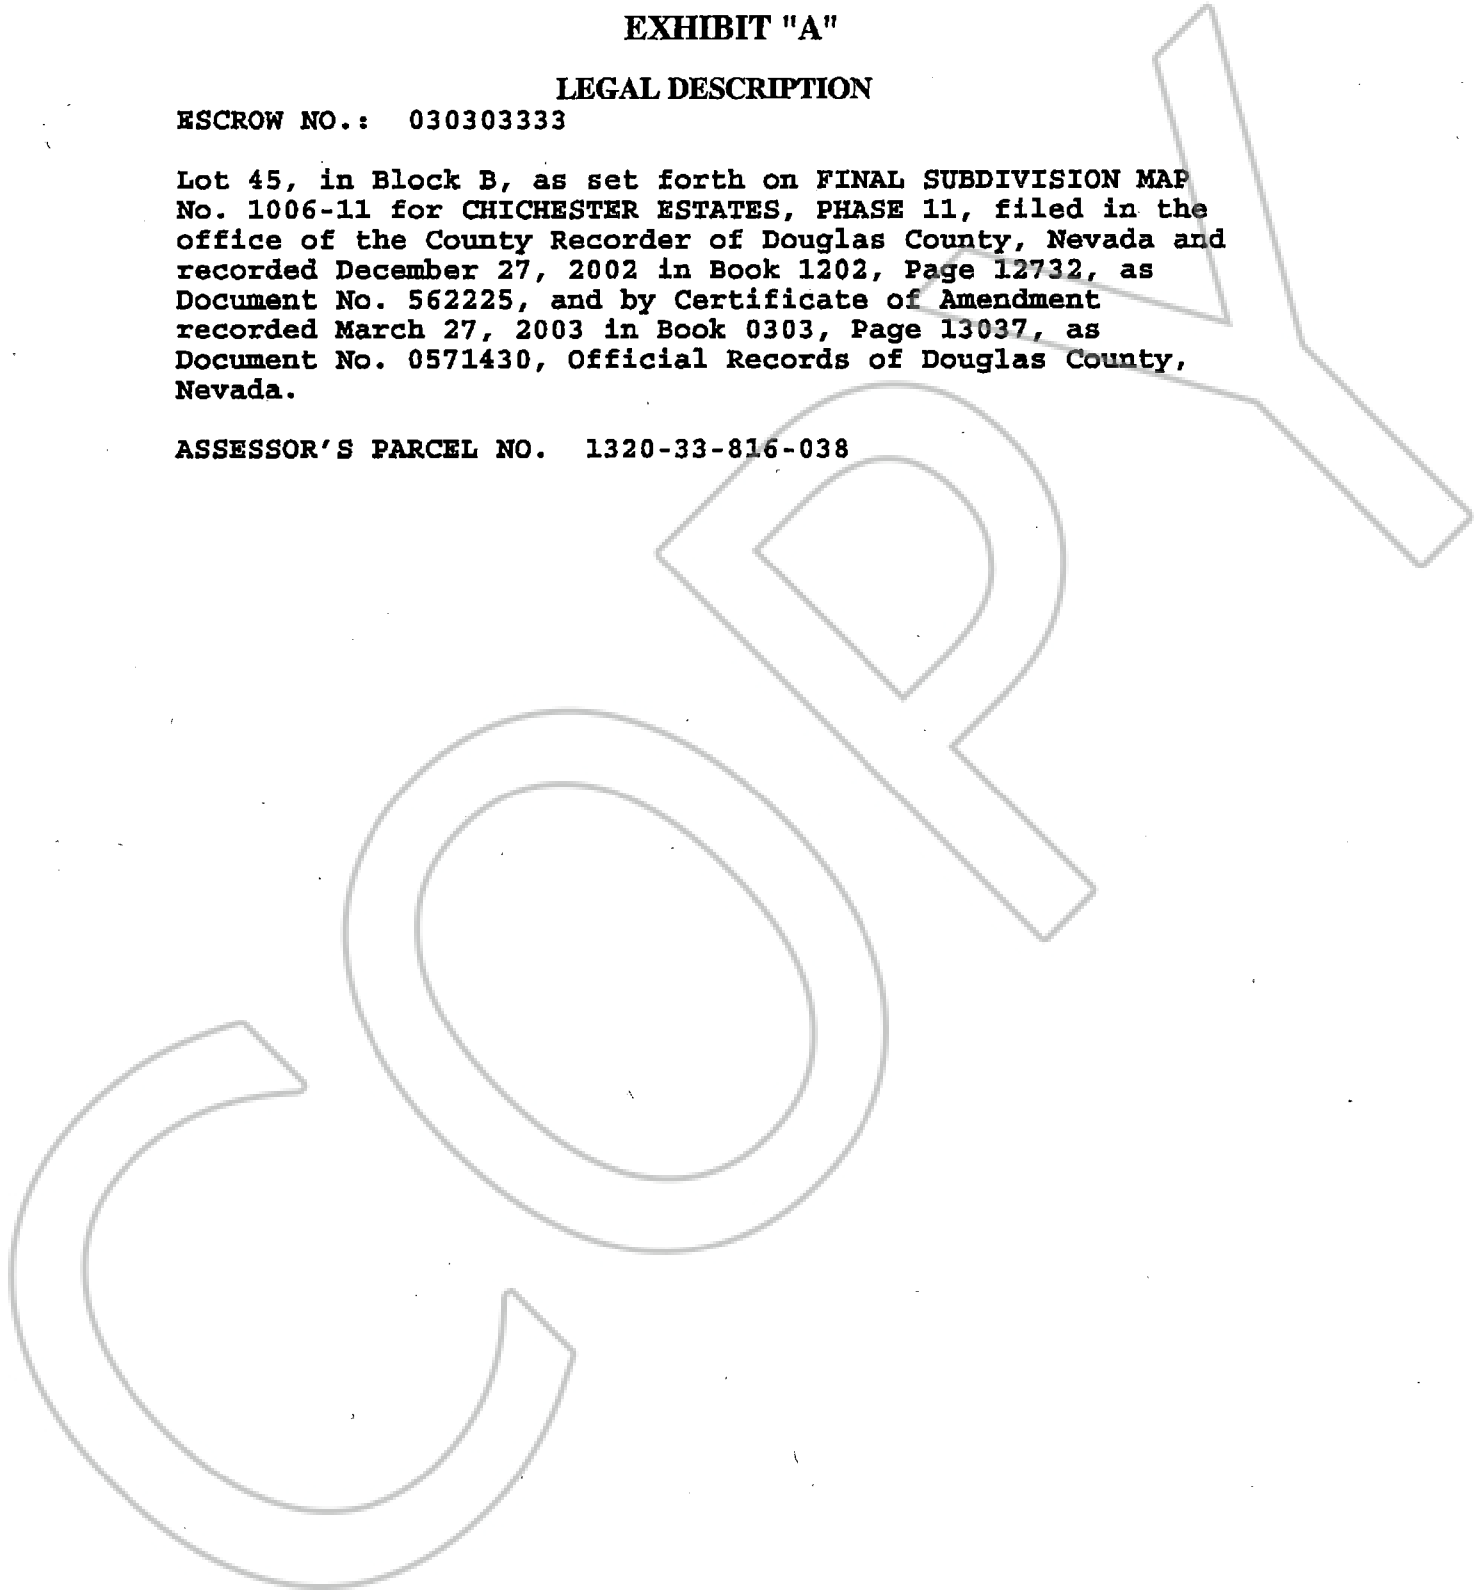 EXHIBIT "A"
LEGAL DESCRIPTION
ESCROW NO.: 030303333
Lot 45, in Block B, as set forth on FINAL SUBDIVISION MAP
No. 1006-11 for CHICHESTER ESTATES, PHASE 11, filed in the
office of the County Recorder of Douglas County, Nevada and
recorded December 27, 2002 in Book 1202, Page 12732, as
Document No. 562225, and by Certificate of Amendment
recorded March 27, 2003 in Book 0303, Page 13037, as
Document No. 0571430, Official Records of Douglas County,
Nevada.
ASSESSOR'S PARCEL NO. 1320-33-816-038
COPY